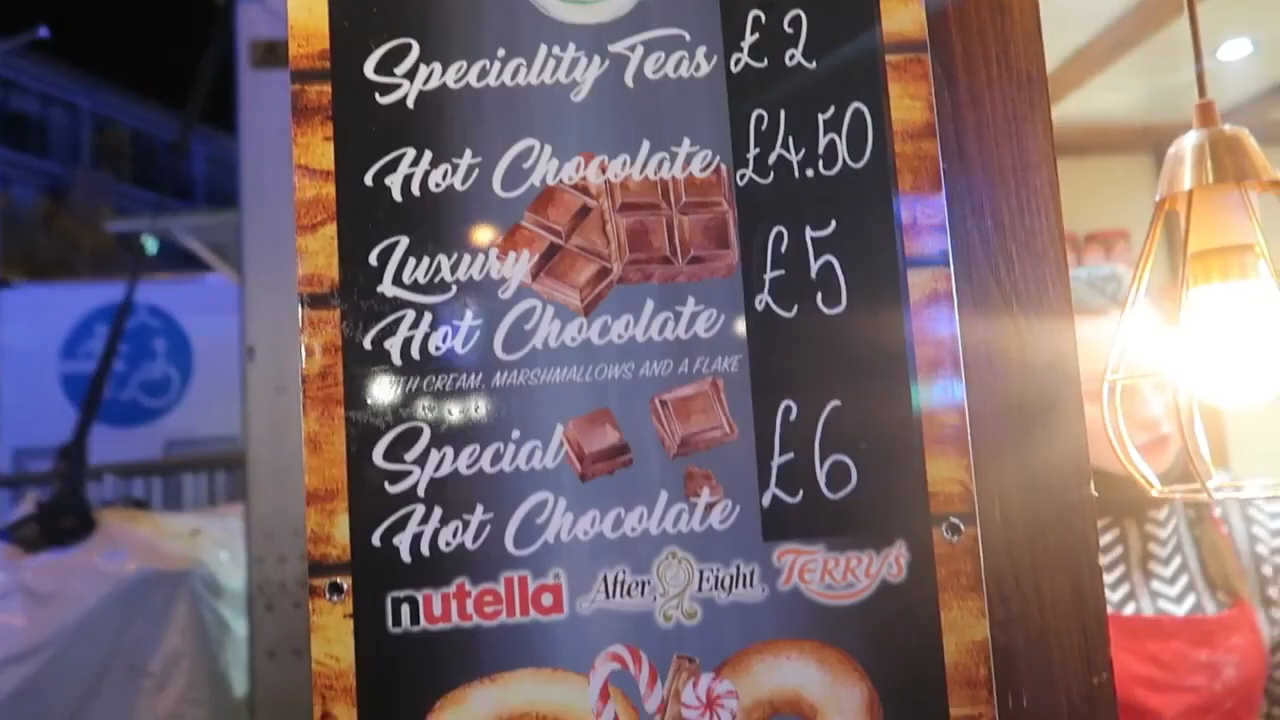 Speciality Teas £2
Hot Chocolate £4.50
Luxury
Hot Chocolate £5
WITH CREAM, MARSHMALLOWS AND A FLAKE
Special
Hot Chocolate £6
nutella After Eight TERRY'S